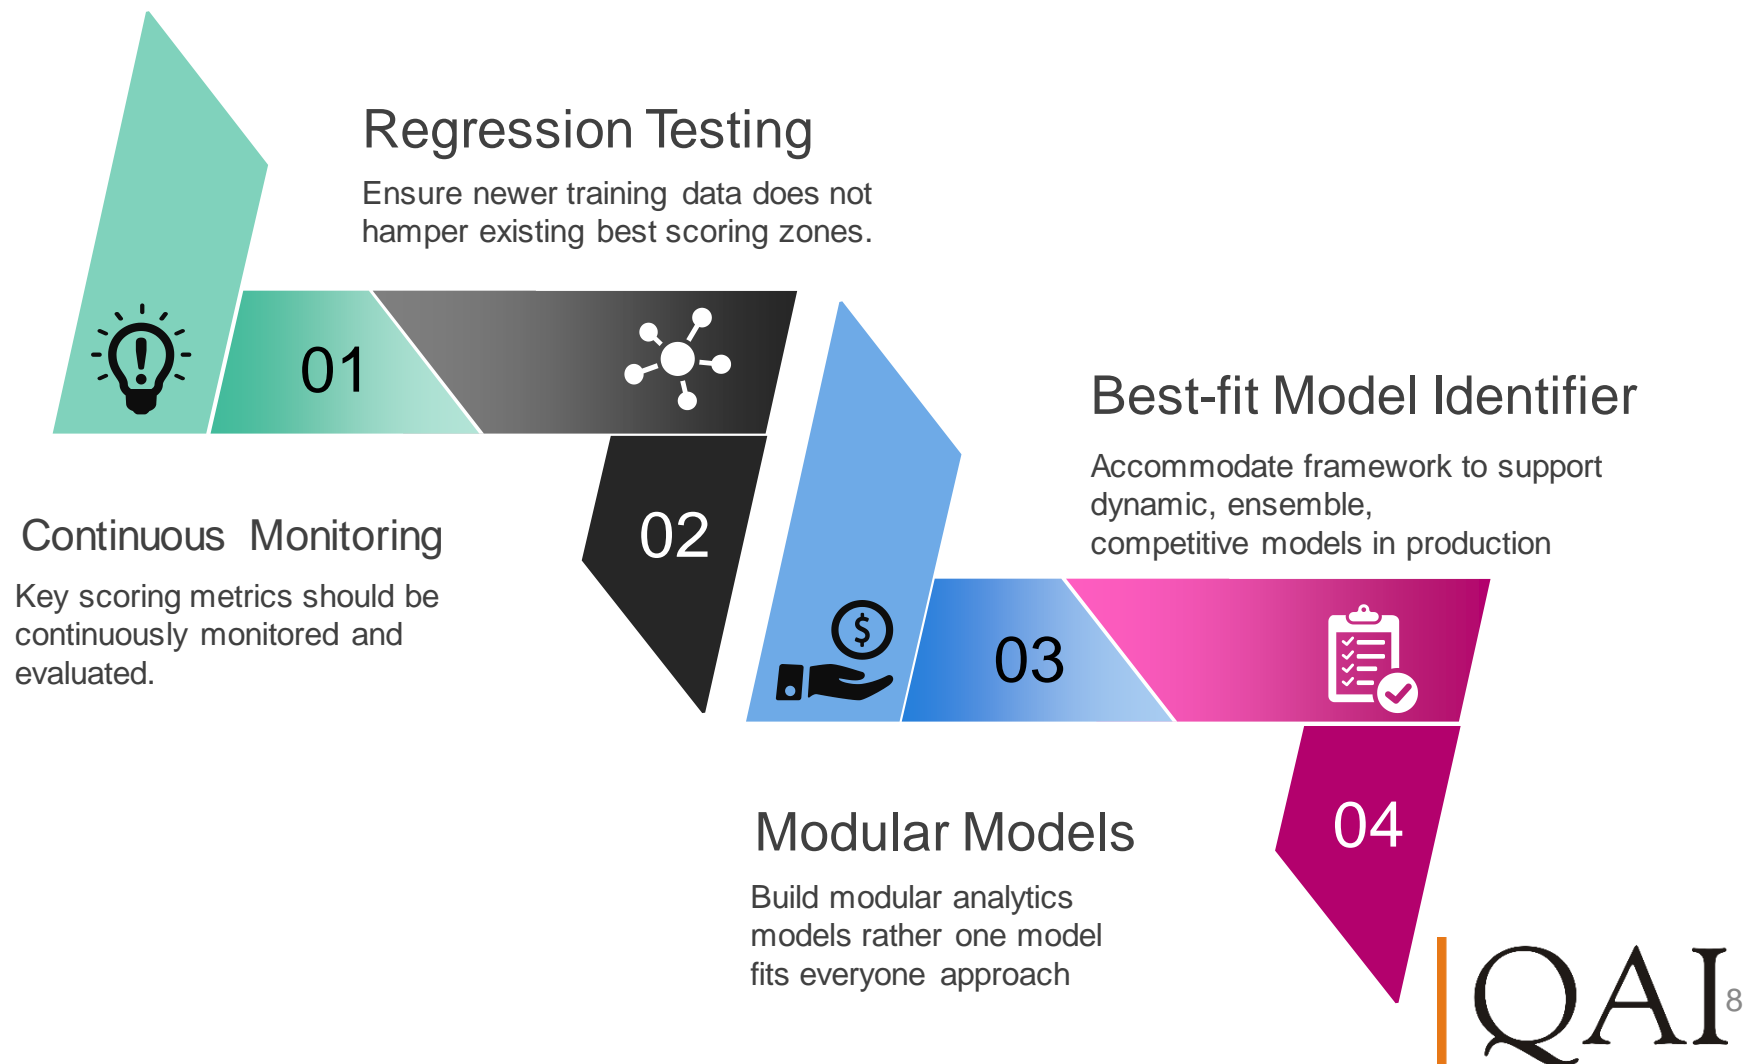 Regression Testing
Ensure newer training data does not
hamper existing best scoring zones.
01
Continuous Monitoring
Key scoring metrics should be
continuously monitored and
evaluated.
02
Best-fit Model Identifier
Accommodate framework to support
dynamic, ensemble,
competitive models in production
$
03
Modular Models
Build modular analytics
models rather one model
fits everyone approach
04
QAI
8